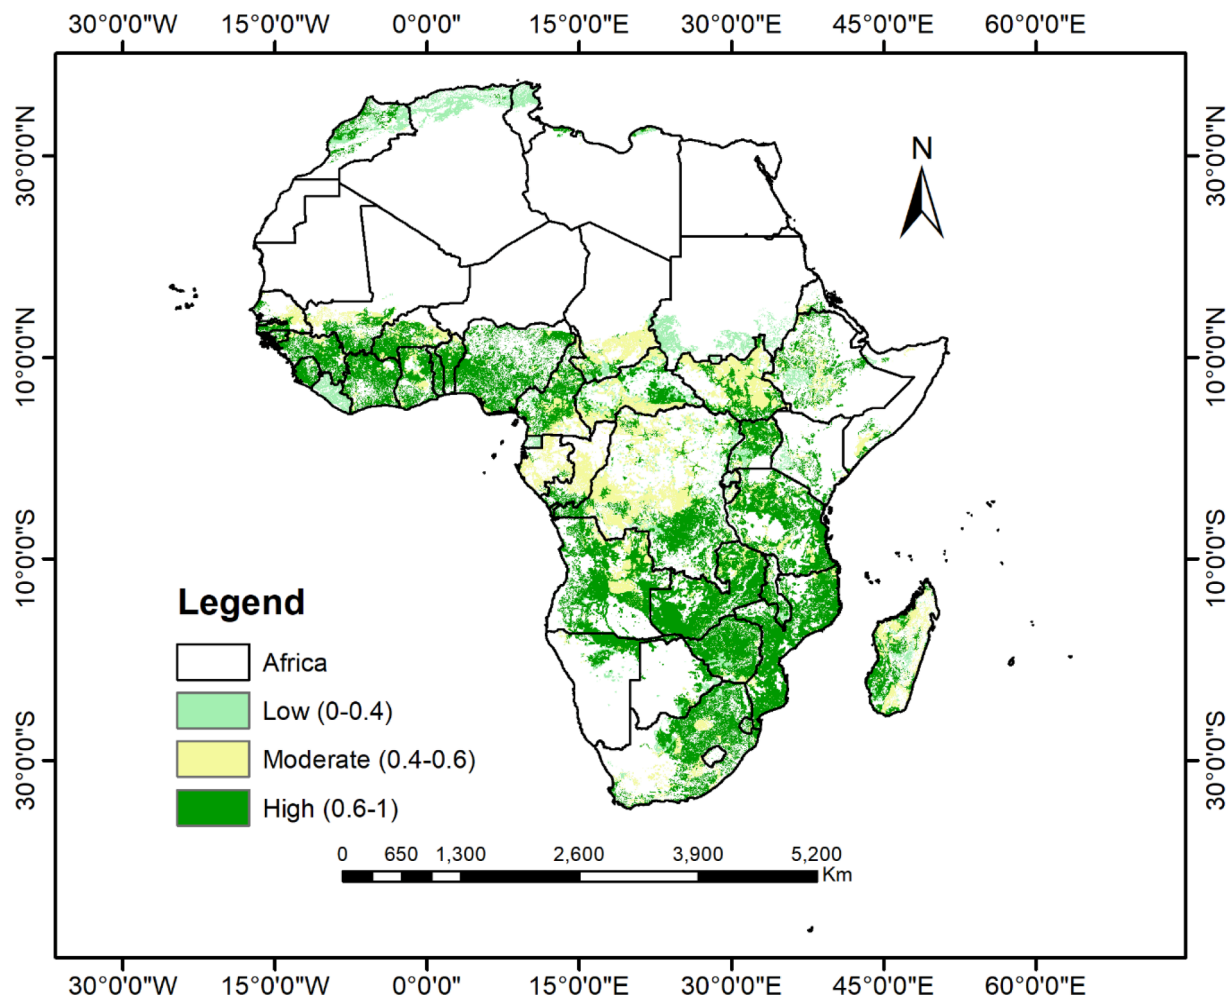 30°0'0"W 15°0'0"W 0°0'0" 15°0'0"E 30°0'0"E 45°0'0"E 60°0'0"E
30°0'0"N 30°0'0"N
N
10°0'0"N 10°0'0"N
10°0'0"S 10°0'0"S
Legend
Africa
Low (0-0.4)
Moderate (0.4-0.6)
High (0.6-1)
30°0'0"S 30°0'0"S
0 650 1,300 2,600 3,900 5,200
Km
30°0'0"W 15°0'0"W 0°0'0" 15°0'0"E 30°0'0"E 45°0'0"E 60°0'0"E